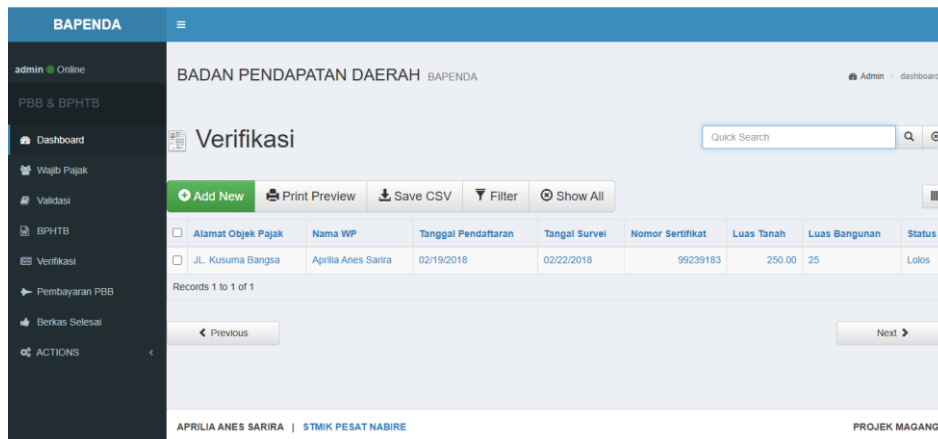 BAPENDA
admin Online
BADAN PENDAPATAN DAERAH BAPENDA
Admin > dashboard
PBB & BPHTB
Dashboard
Wajib Pajak
Validasi
BPHTB
Verifikasi
Pembayaran PBB
Berkas Selesai
ACTIONS
Verifikasi
Quick Search
Add New Print Preview Save CSV Filter Show All
Alamat Objek Pajak Nama WP Tanggal Pendaftaran Tangal Survei Nomor Sertifikat Luas Tanah Luas Bangunan Status
JL. Kusuma Bangsa Aprilia Anes Sarira 02/19/2018 02/22/2018 99239183 250.00 25 Lolos
Records 1 to 1 of 1
Previous Next
APRILIA ANES SARIRA | STMIK PESAT NABIRE PROJEK MAGANG